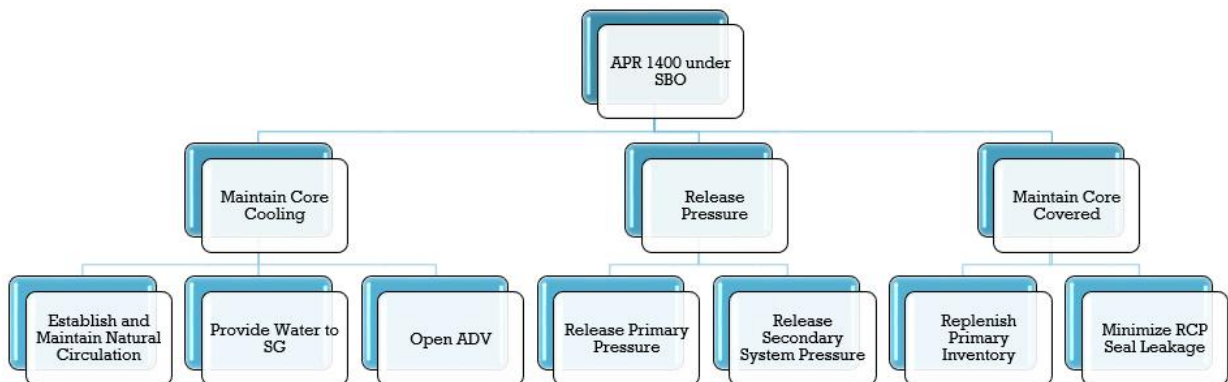 APR 1400 under
SBO
Maintain Core
Cooling
Release
Pressure
Maintain Core
Covered
Establish and
Maintain Natural
Circulation
Provide Water to
SG
Open ADV
Release Primary
Pressure
Release
Secondary
System Pressure
Replenish
Primary
Inventory
Minimize RCP
Seal Leakage